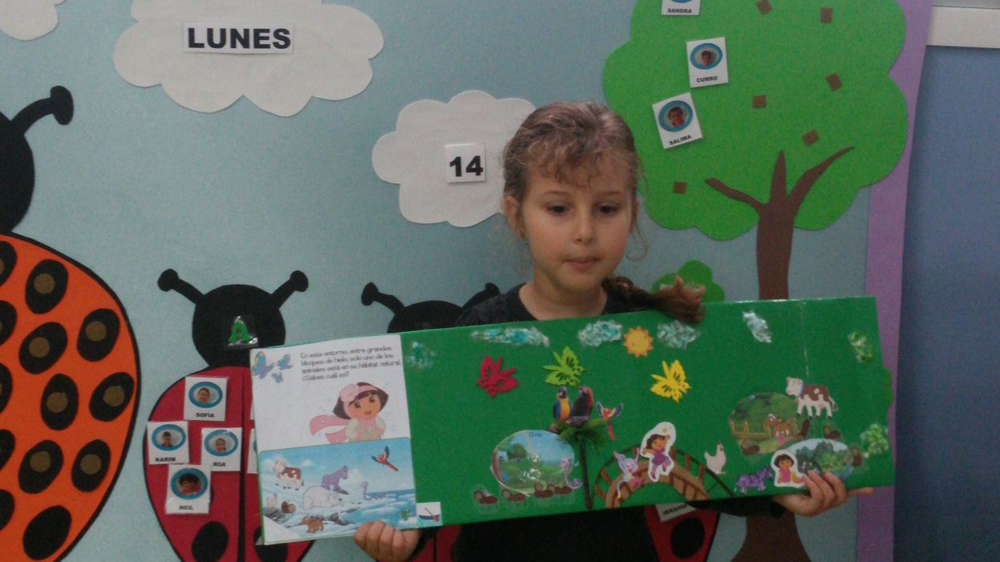 LUNES
14
SANDRA
CURRO
SALIMA
A
SOFIA
KARIM
ROA
NEIL
IBRAHIM
En este entorno, entre grandes
bloques de hielo, solo uno de los
animales está en su hábitat natural.
¿Sabes cuál es?